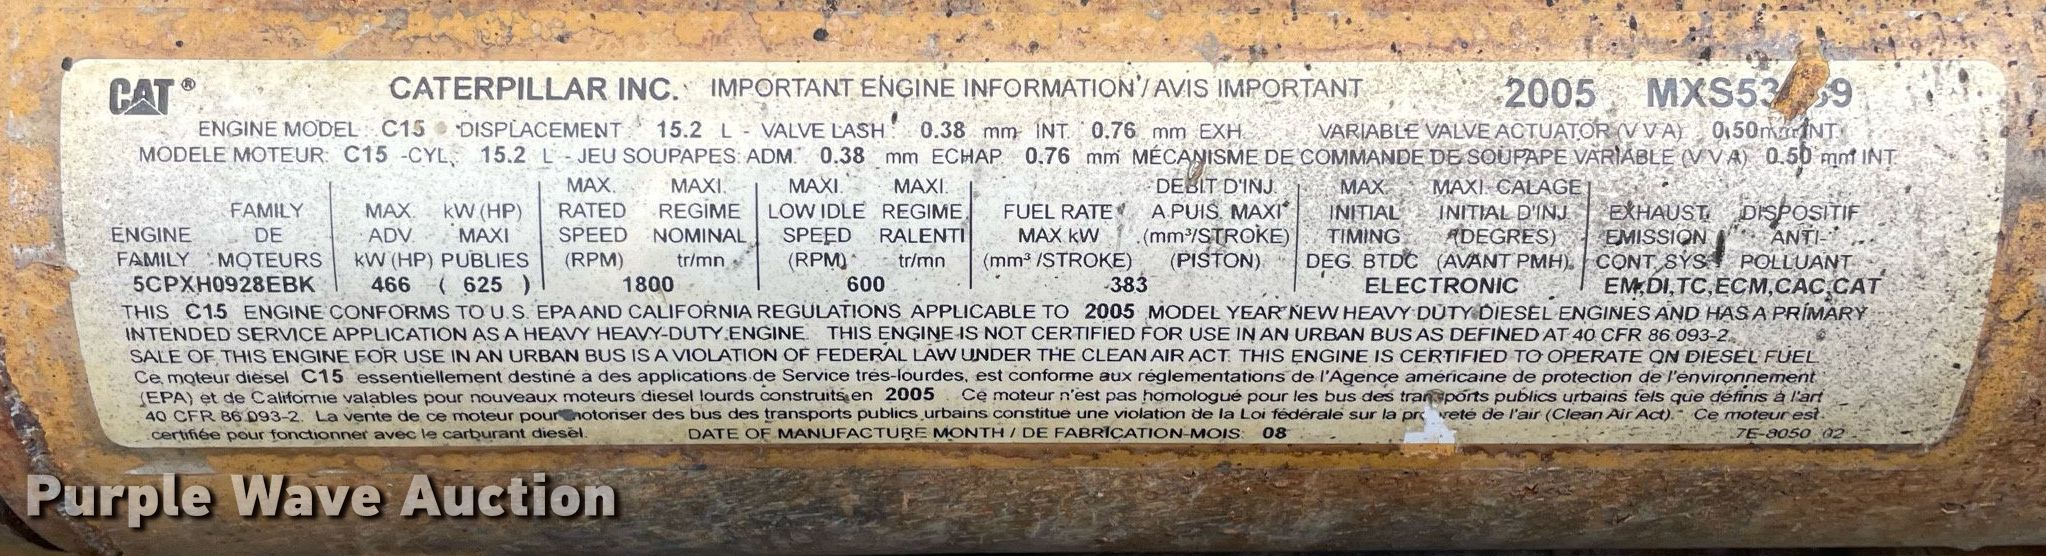 CAT ® CATERPILLAR INC. IMPORTANT ENGINE INFORMATION / AVIS IMPORTANT 2005
ENGINE MODEL: C15 DISPLACEMENT 15.2 L - VALVE LASH 0.38 mm INT. 0.76 mm EXH. VARIABLE VALVE ACTUATOR (V V A) 0.50 mm INT.
MODELE MOTEUR: C15 -CYL, 15.2 L - JEU SOUPAPES: ADM. 0.38 mm ECHAP 0.76 mm MÉCANISME DE COMMANDE DE SOUPAPE VARIABLE (V V A) 0.50 mm INT.
MAX. MAXI. MAXI. MAXI. DEBIT D'INJ. MAX. MAXI. CALAGE
FAMILY MAX. kW (HP) RATED REGIME LOW IDLE REGIME FUEL RATE A PUIS. MAXI INITIAL INITIAL D'INJ. EXHAUST DISPOSITIF
ENGINE DE ADV. MAXI SPEED NOMINAL SPEED RALENTI MAX kW (mm³/STROKE) TIMING (DEGRES) EMISSION ANTI-
FAMILY MOTEURS kW (HP) PUBLIES (RPM) tr/mn (RPM) tr/mn (mm³ /STROKE) (PISTON) DEG. BTDC (AVANT PMH) CONT. SYS. POLLUANT
5CPXH0928EBK 466 ( 625 ) 1800 600 383 ELECTRONIC EM,DI,TC,ECM,CAC,CAT
THIS C15 ENGINE CONFORMS TO U.S. EPA AND CALIFORNIA REGULATIONS APPLICABLE TO 2005 MODEL YEAR NEW HEAVY DUTY DIESEL ENGINES AND HAS A PRIMARY
INTENDED SERVICE APPLICATION AS A HEAVY HEAVY-DUTY ENGINE. THIS ENGINE IS NOT CERTIFIED FOR USE IN AN URBAN BUS AS DEFINED AT 40 CFR 86.093-2.
SALE OF THIS ENGINE FOR USE IN AN URBAN BUS IS A VIOLATION OF FEDERAL LAW UNDER THE CLEAN AIR ACT. THIS ENGINE IS CERTIFIED TO OPERATE ON DIESEL FUEL.
Ce moteur diesel C15 essentiellement destiné à des applications de Service très-lourdes, est conforme aux réglementations de l'Agence américaine de protection de l'environnement
(EPA) et de Californie valables pour nouveaux moteurs diesel lourds construits en 2005 Ce moteur n'est pas homologué pour les bus des transports publics urbains tels que définis à l'art
40 CFR 86.093-2. La vente de ce moteur pour motoriser des bus des transports publics urbains constitue une violation de la Loi fédérale sur la propreté de l'air (Clean Air Act). Ce moteur est
certifiée pour fonctionner avec le carburant diesel. DATE OF MANUFACTURE MONTH / DE FABRICATION-MOIS: 08 7E-8050 02
Purple Wave Auction